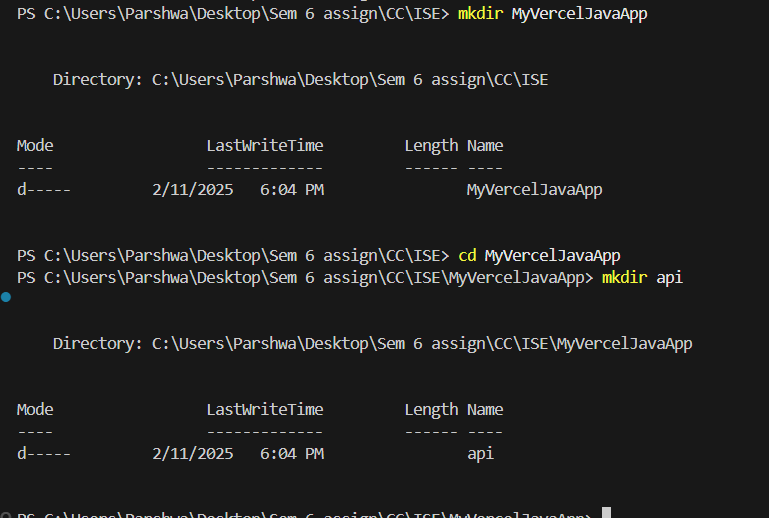 PS C:\Users\Parshwa\Desktop\Sem 6 assign\CC\ISE> mkdir MyVercelJavaApp
Directory: C:\Users\Parshwa\Desktop\Sem 6 assign\CC\ISE
Mode LastWriteTime Length Name
---- ------------- ------ ----
d----- 2/11/2025 6:04 PM MyVercelJavaApp
PS C:\Users\Parshwa\Desktop\Sem 6 assign\CC\ISE> cd MyVercelJavaApp
PS C:\Users\Parshwa\Desktop\Sem 6 assign\CC\ISE\MyVercelJavaApp> mkdir api
Directory: C:\Users\Parshwa\Desktop\Sem 6 assign\CC\ISE\MyVercelJavaApp
Mode LastWriteTime Length Name
---- ------------- ------ ----
d----- 2/11/2025 6:04 PM api
PS C:\Users\Parshwa\Desktop\Sem 6 assign\CC\ISE\MyVercelJavaApp>